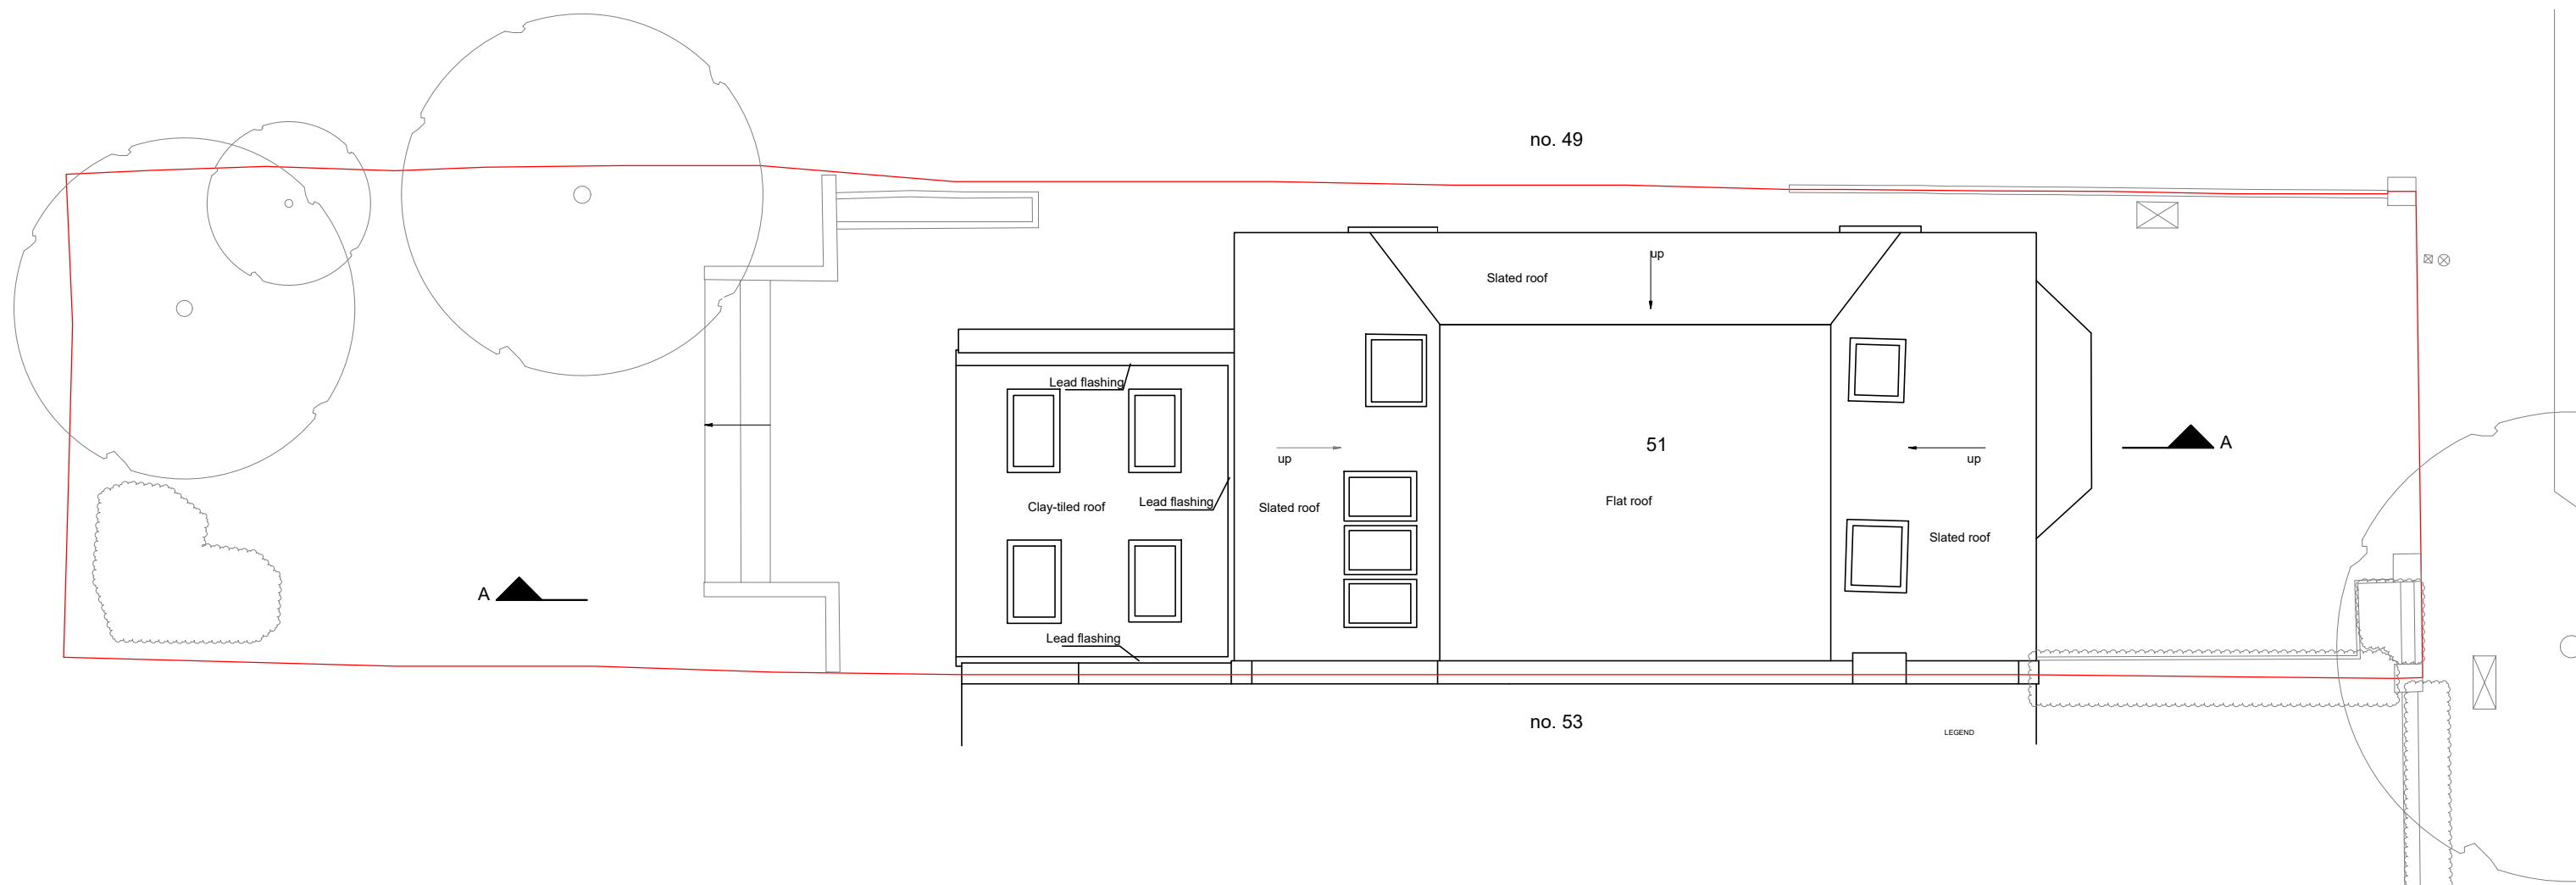 no. 49
up
Slated roof
Lead flashing
51
A
up
up
Lead flashing
Flat roof
Clay-tiled roof
Slated roof
Slated roof
A
Lead flashing
no. 53
LEGEND